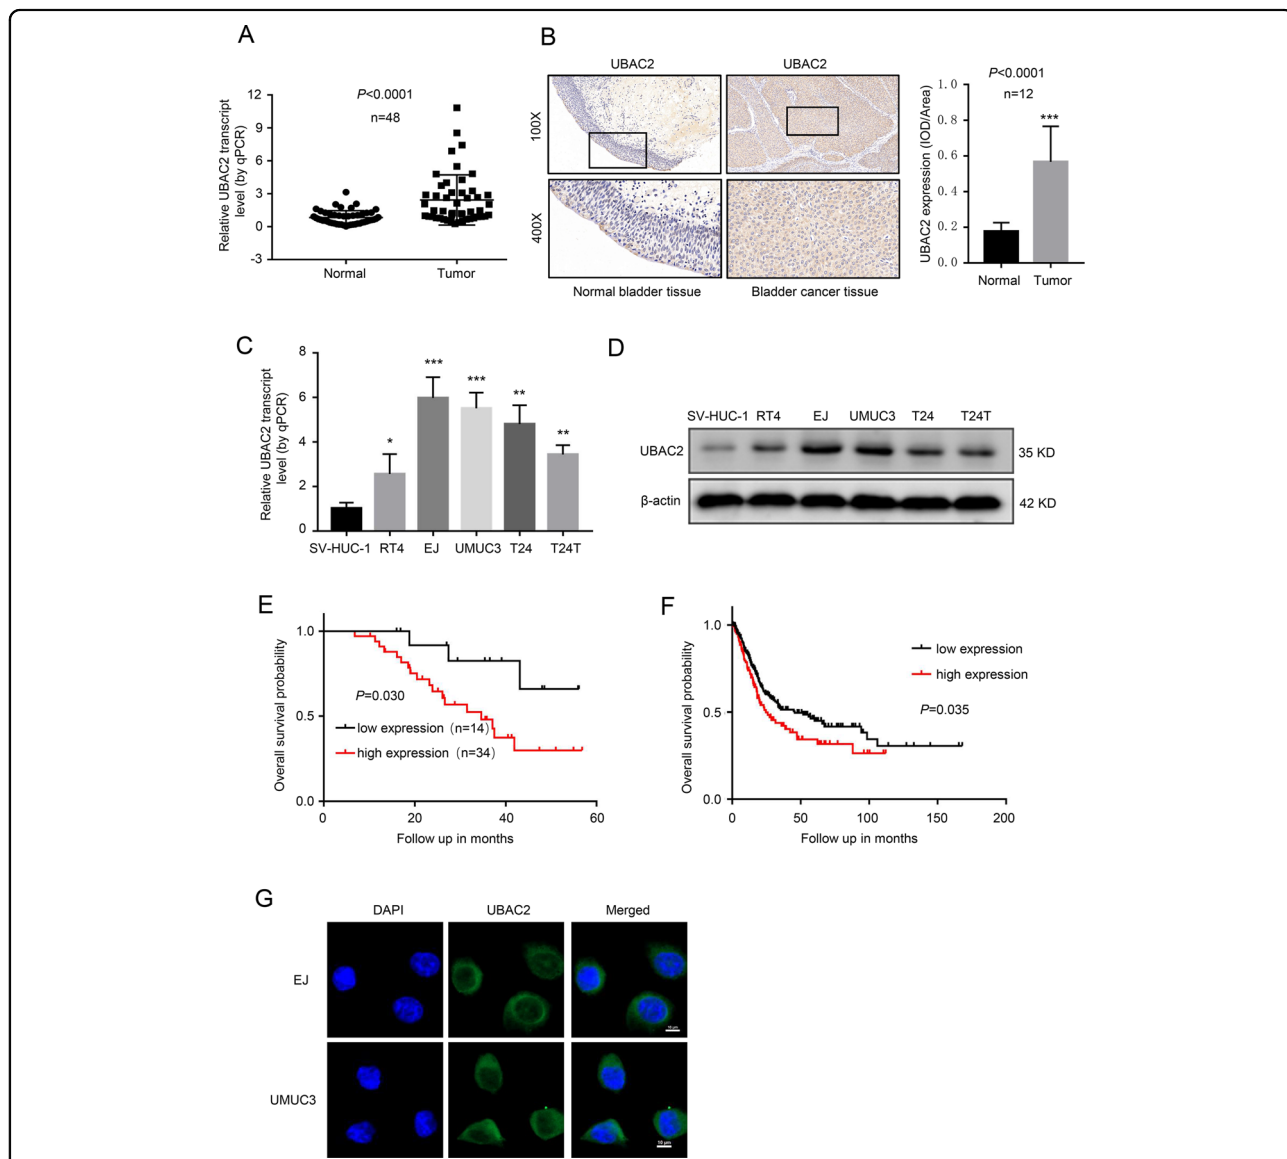 A
P<0.0001
n=48
Relative UBAC2 transcript
level (by qPCR)
12
9
6
3
0
-3
Normal
Tumor
B
UBAC2
UBAC2
100X
400X
Normal bladder tissue
Bladder cancer tissue
P<0.0001
n=12
***
UBAC2 expression (IOD/Area)
1.0
0.8
0.6
0.4
0.2
0.0
Normal
Tumor
C
Relative UBAC2 transcript
level (by qPCR)
8
6
4
2
0
*
***
***
**
**
SV-HUC-1
RT4
EJ
UMUC3
T24
T24T
D
SV-HUC-1 RT4 EJ UMUC3 T24 T24T
UBAC2
35 KD
β-actin
42 KD
E
Overall survival probability
1.0
0.5
0.0
P=0.030
low expression (n=14)
high expression (n=34)
0
20
40
60
Follow up in months
F
Overall survival probability
1.0
0.5
0.0
low expression
high expression
P=0.035
0
50
100
150
200
Follow up in months
G
DAPI
UBAC2
Merged
EJ
10 μm
UMUC3
10 μm